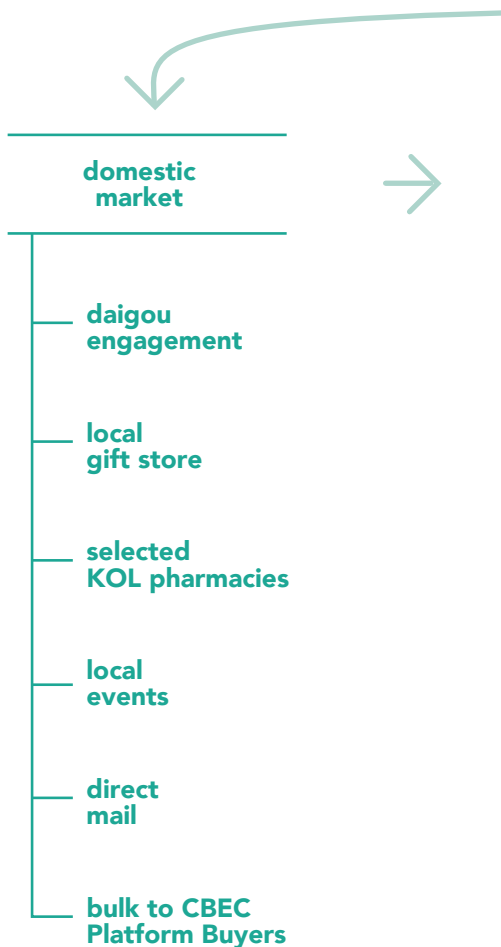 domestic
market
daigou
engagement
local
gift store
selected
KOL pharmacies
local
events
direct
mail
bulk to CBEC
Platform Buyers